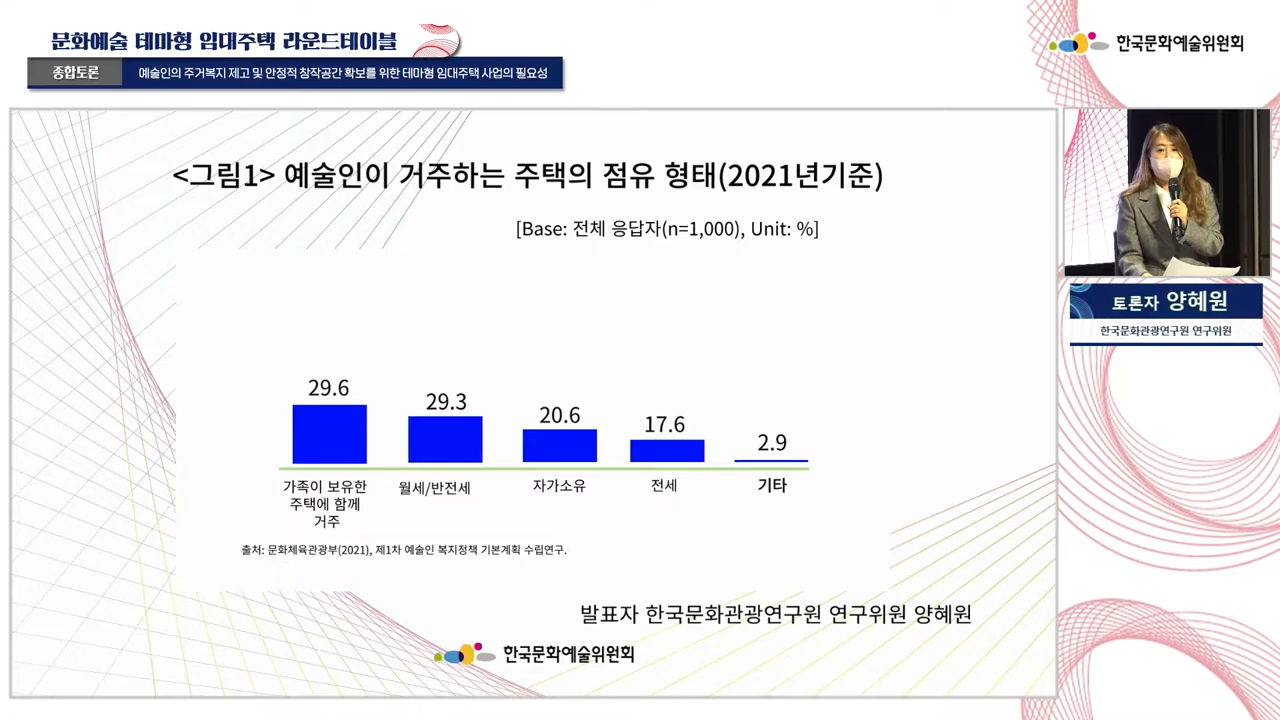 문화예술 테마형 임대주택 라운드테이블
종합토론
예술인의 주거복지 제고 및 안정적 창작공간 확보를 위한 테마형 임대주택 사업의 필요성
한국문화예술위원회
<그림1> 예술인이 거주하는 주택의 점유 형태(2021년기준)
[Base: 전체 응답자(n=1,000), Unit: %]
29.6
29.3
20.6
17.6
2.9
가족이 보유한
주택에 함께
거주
월세/반전세
자가소유
전세
기타
출처: 문화체육관광부(2021), 제1차 예술인 복지정책 기본계획 수립연구.
발표자 한국문화관광연구원 연구위원 양혜원
한국문화예술위원회
토론자 양혜원
한국문화관광연구원 연구위원